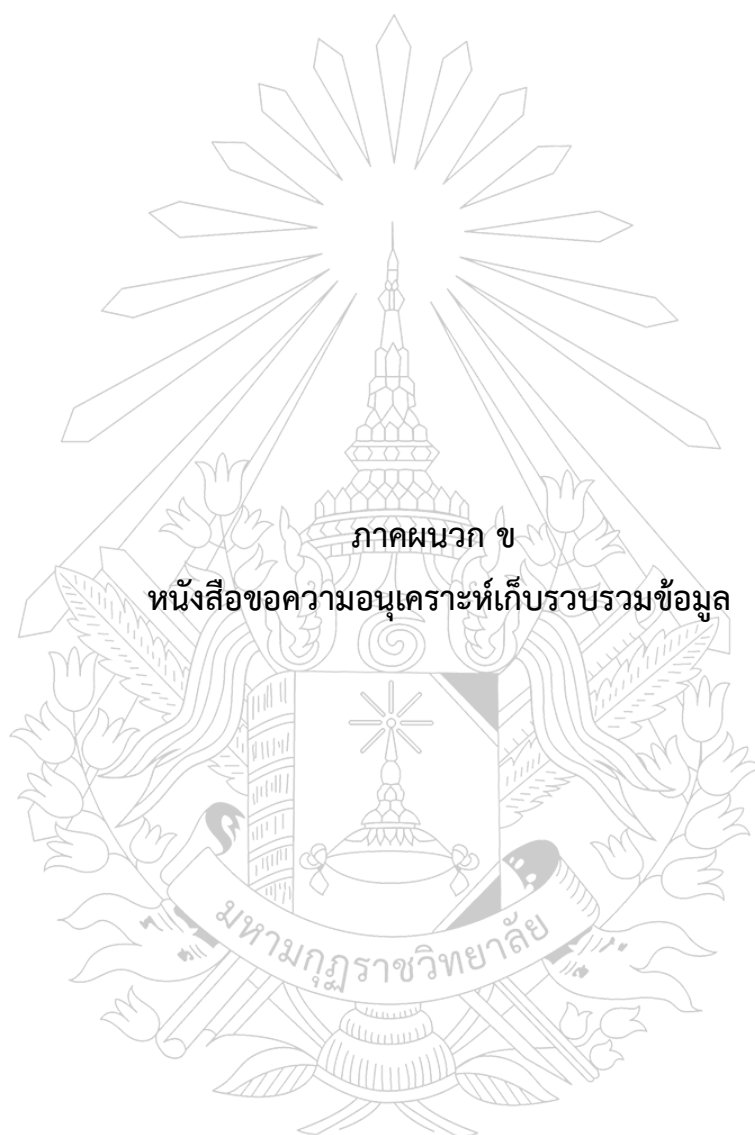 ภาคผนวก ข
หนังสือขอความอนุเคราะห์เก็บรวบรวมข้อมูล
มหามกุฏราชวิทยาลัย